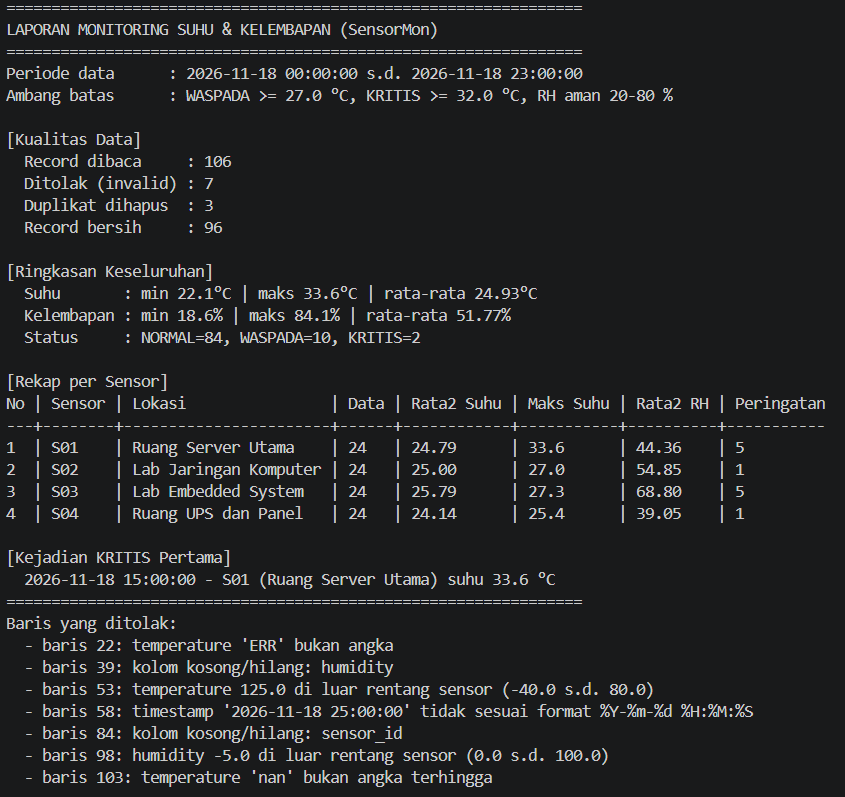 ================================================================
LAPORAN MONITORING SUHU & KELEMBAPAN (SensorMon)
================================================================
Periode data      : 2026-11-18 00:00:00 s.d. 2026-11-18 23:00:00
Ambang batas      : WASPADA >= 27.0 °C, KRITIS >= 32.0 °C, RH aman 20-80 %

[Kualitas Data]
  Record dibaca     : 106
  Ditolak (invalid) : 7
  Duplikat dihapus  : 3
  Record bersih     : 96

[Ringkasan Keseluruhan]
  Suhu       : min 22.1°C | maks 33.6°C | rata-rata 24.93°C
  Kelembapan : min 18.6% | maks 84.1% | rata-rata 51.77%
  Status     : NORMAL=84, WASPADA=10, KRITIS=2

[Rekap per Sensor]
No | Sensor | Lokasi                | Data | Rata2 Suhu | Maks Suhu | Rata2 RH | Peringatan
---+--------+-----------------------+------+------------+-----------+----------+-----------
1  | S01    | Ruang Server Utama    | 24   | 24.79      | 33.6      | 44.36    | 5
2  | S02    | Lab Jaringan Komputer | 24   | 25.00      | 27.0      | 54.85    | 1
3  | S03    | Lab Embedded System   | 24   | 25.79      | 27.3      | 68.80    | 5
4  | S04    | Ruang UPS dan Panel   | 24   | 24.14      | 25.4      | 39.05    | 1

[Kejadian KRITIS Pertama]
  2026-11-18 15:00:00 - S01 (Ruang Server Utama) suhu 33.6 °C
================================================================
Baris yang ditolak:
  - baris 22: temperature 'ERR' bukan angka
  - baris 39: kolom kosong/hilang: humidity
  - baris 53: temperature 125.0 di luar rentang sensor (-40.0 s.d. 80.0)
  - baris 58: timestamp '2026-11-18 25:00:00' tidak sesuai format %Y-%m-%d %H:%M:%S
  - baris 84: kolom kosong/hilang: sensor_id
  - baris 98: humidity -5.0 di luar rentang sensor (0.0 s.d. 100.0)
  - baris 103: temperature 'nan' bukan angka terhingga